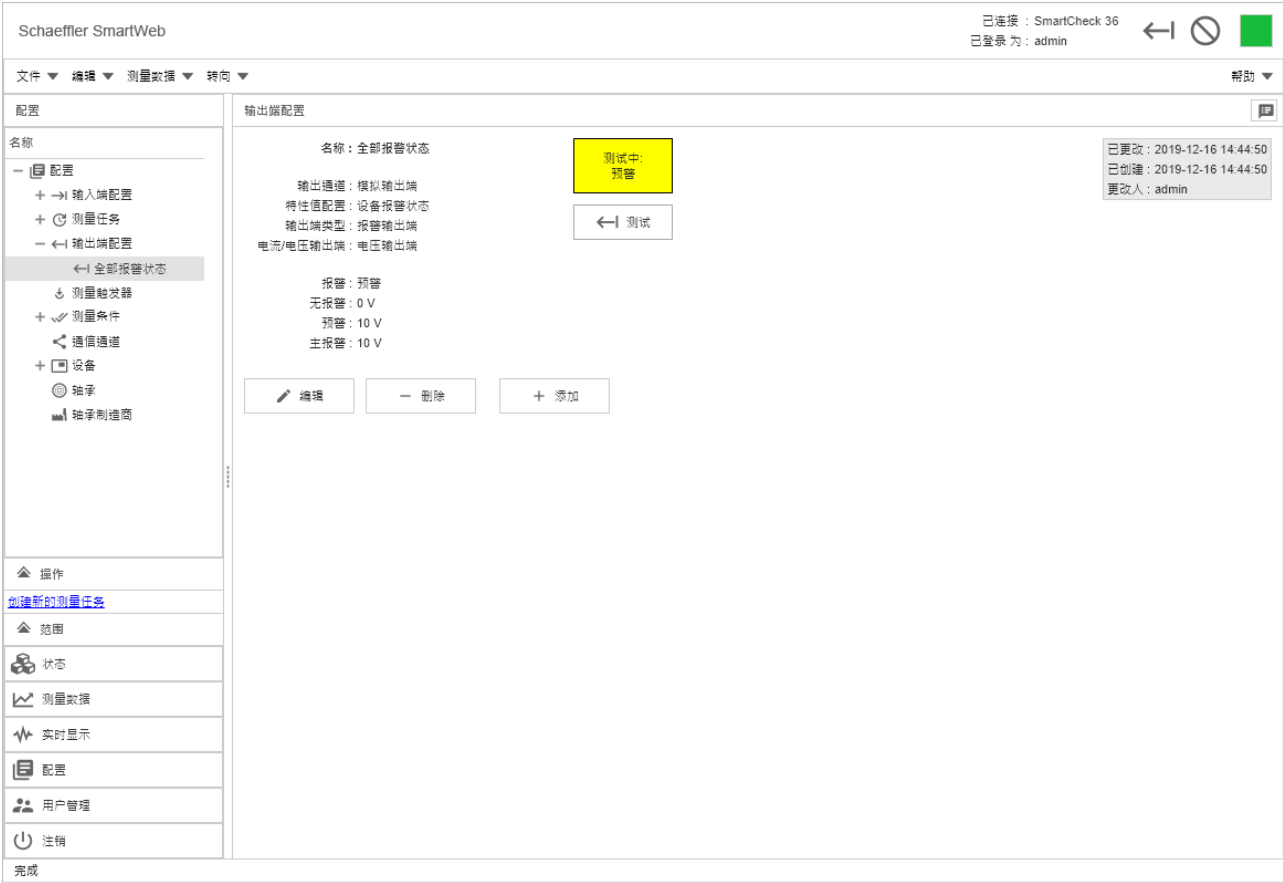 Schaeffler SmartWeb
已连接 : SmartCheck 36
已登录 为 : admin
文件 编辑 测量数据 转向 帮助
配置
名称
配置
输入端配置
测量任务
输出端配置
全部报警状态
测量触发器
测量条件
通信通道
设备
轴承
轴承制造商
操作
创建新的测量任务
范围
状态
测量数据
实时显示
配置
用户管理
注销
输出端配置
名称 : 全部报警状态
输出通道 : 模拟输出端
特性值配置 : 设备报警状态
输出端类型 : 报警输出端
电流/电压输出端 : 电压输出端
报警 : 预警
无报警 : 0 V
预警 : 10 V
主报警 : 10 V
测试中:
预警
测试
编辑 删除 添加
已更改 : 2019-12-16 14:44:50
已创建 : 2019-12-16 14:44:50
更改人 : admin
完成